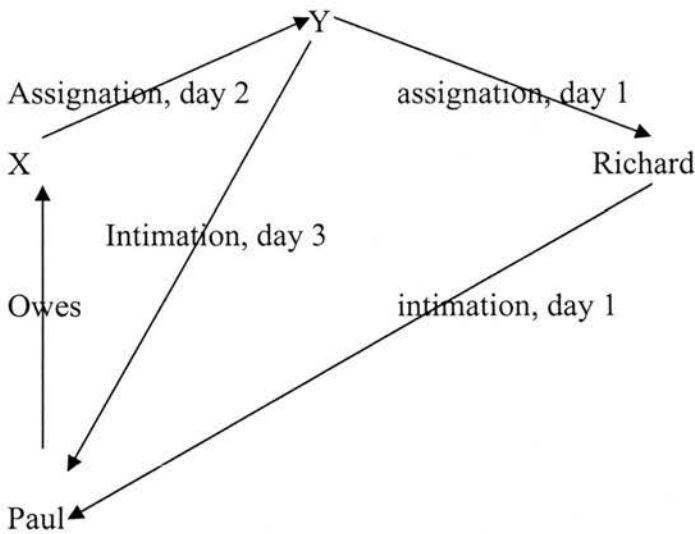 Y
Assignation, day 2
assignation, day 1
X
Richard
Intimation, day 3
Owes
intimation, day 1
Paul